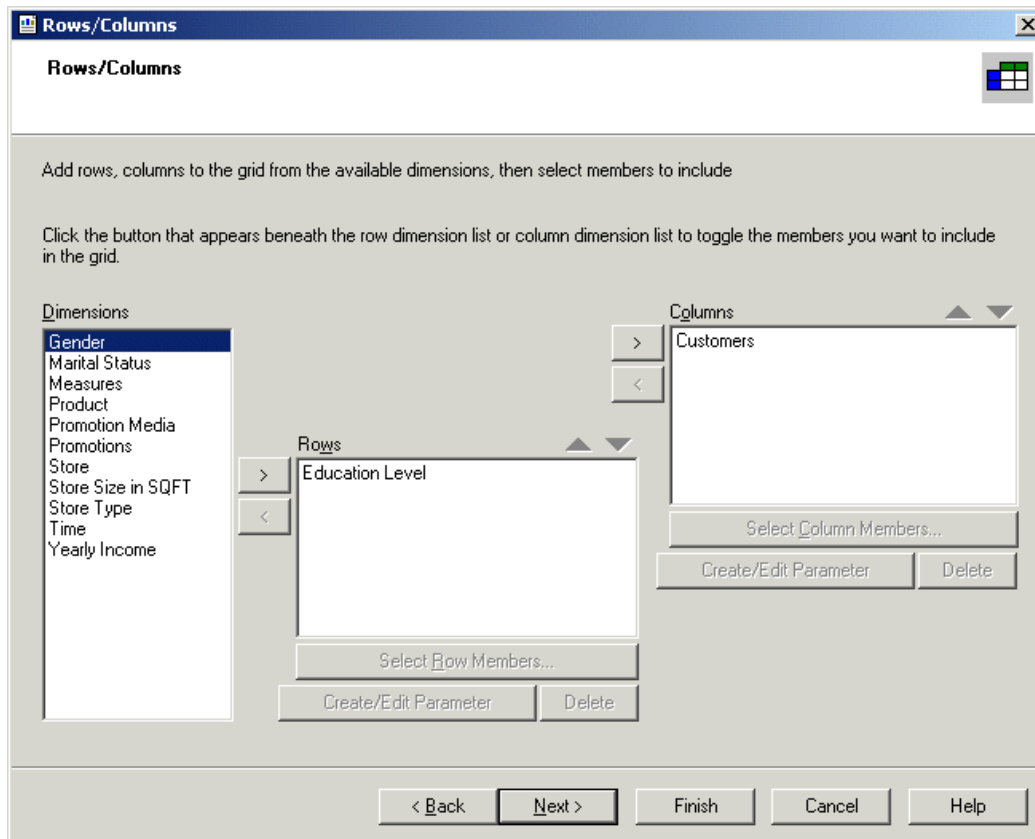 Rows/Columns
Rows/Columns
Add rows, columns to the grid from the available dimensions, then select members to include
Click the button that appears beneath the row dimension list or column dimension list to toggle the members you want to include
in the grid.
Dimensions
Gender
Marital Status
Measures
Product
Promotion Media
Promotions
Store
Store Size in SQFT
Store Type
Time
Yearly Income
>
<
Rows
Education Level
Select Row Members...
Create/Edit Parameter
Delete
>
<
Columns
Customers
Select Column Members...
Create/Edit Parameter
Delete
< Back
Next >
Finish
Cancel
Help